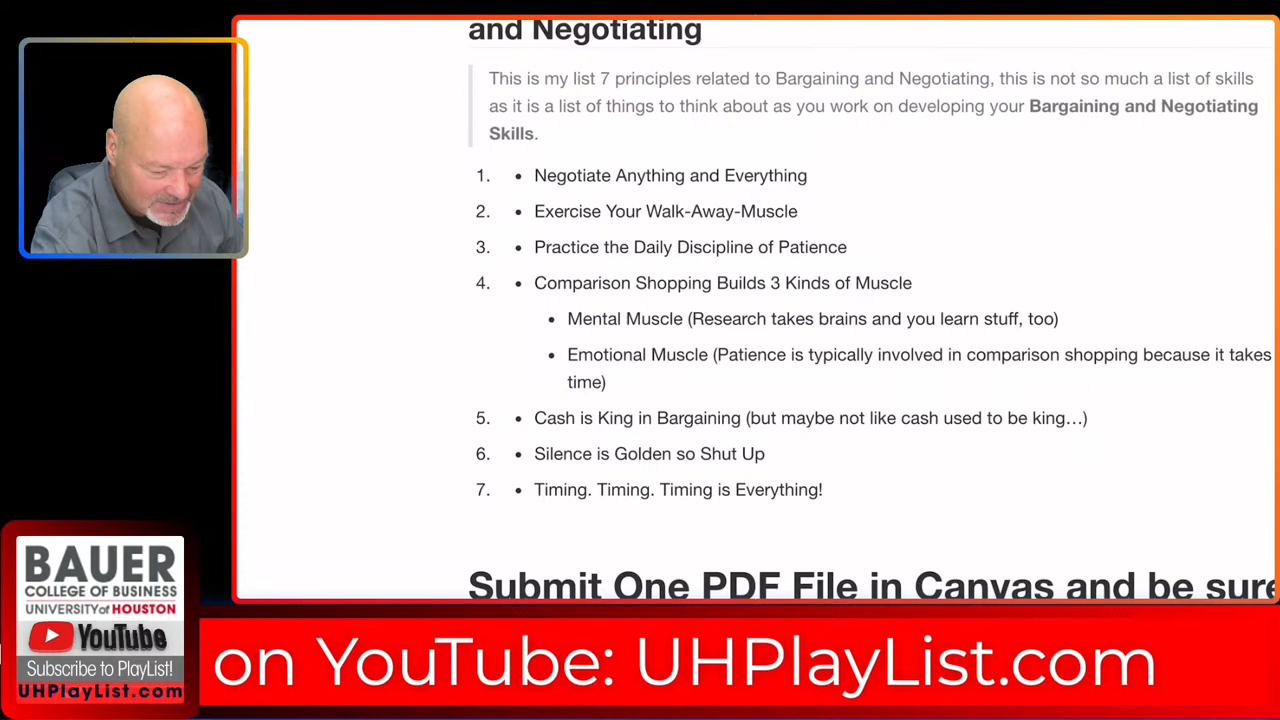 and Negotiating
This is my list 7 principles related to Bargaining and Negotiating, this is not so much a list of skills
as it is a list of things to think about as you work on developing your Bargaining and Negotiating
Skills.
1. • Negotiate Anything and Everything
2. • Exercise Your Walk-Away-Muscle
3. • Practice the Daily Discipline of Patience
4. • Comparison Shopping Builds 3 Kinds of Muscle
• Mental Muscle (Research takes brains and you learn stuff, too)
• Emotional Muscle (Patience is typically involved in comparison shopping because it takes
time)
5. • Cash is King in Bargaining (but maybe not like cash used to be king…)
6. • Silence is Golden so Shut Up
7. • Timing. Timing. Timing is Everything!
Submit One PDF File in Canvas and be sure
BAUER
COLLEGE OF BUSINESS
UNIVERSITY of HOUSTON
YouTube
Subscribe to PlayList!
UHPlayList.com
on YouTube: UHPlayList.com